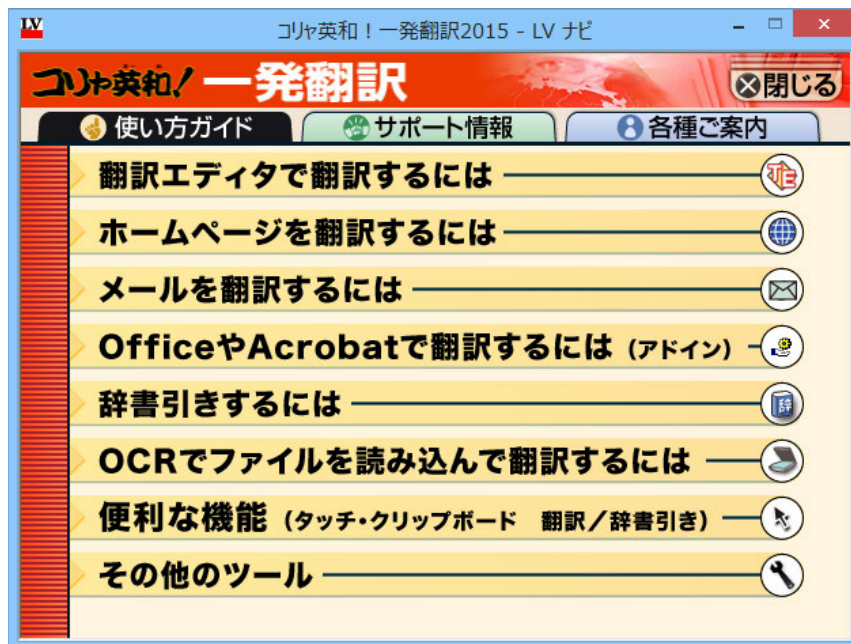 LV
コリャ英和！一発翻訳2015 - LV ナビ
コリャ英和！一発翻訳
閉じる
使い方ガイド
サポート情報
各種ご案内
翻訳エディタで翻訳するには
ホームページを翻訳するには
メールを翻訳するには
OfficeやAcrobatで翻訳するには（アドイン）
辞書引きするには
辞
OCRでファイルを読み込んで翻訳するには
便利な機能（タッチ・クリップボード　翻訳／辞書引き）
その他のツール